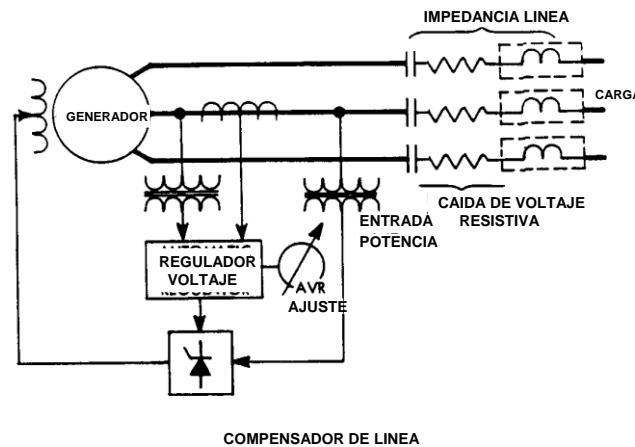 IMPEDANCIA LINEA
GENERADOR
CARGA
CAIDA DE VOLTAJE
RESISTIVA
ENTRADA
POTENCIA
REGULADOR
VOLTAJE
AVR
AJUSTE
COMPENSADOR DE LINEA